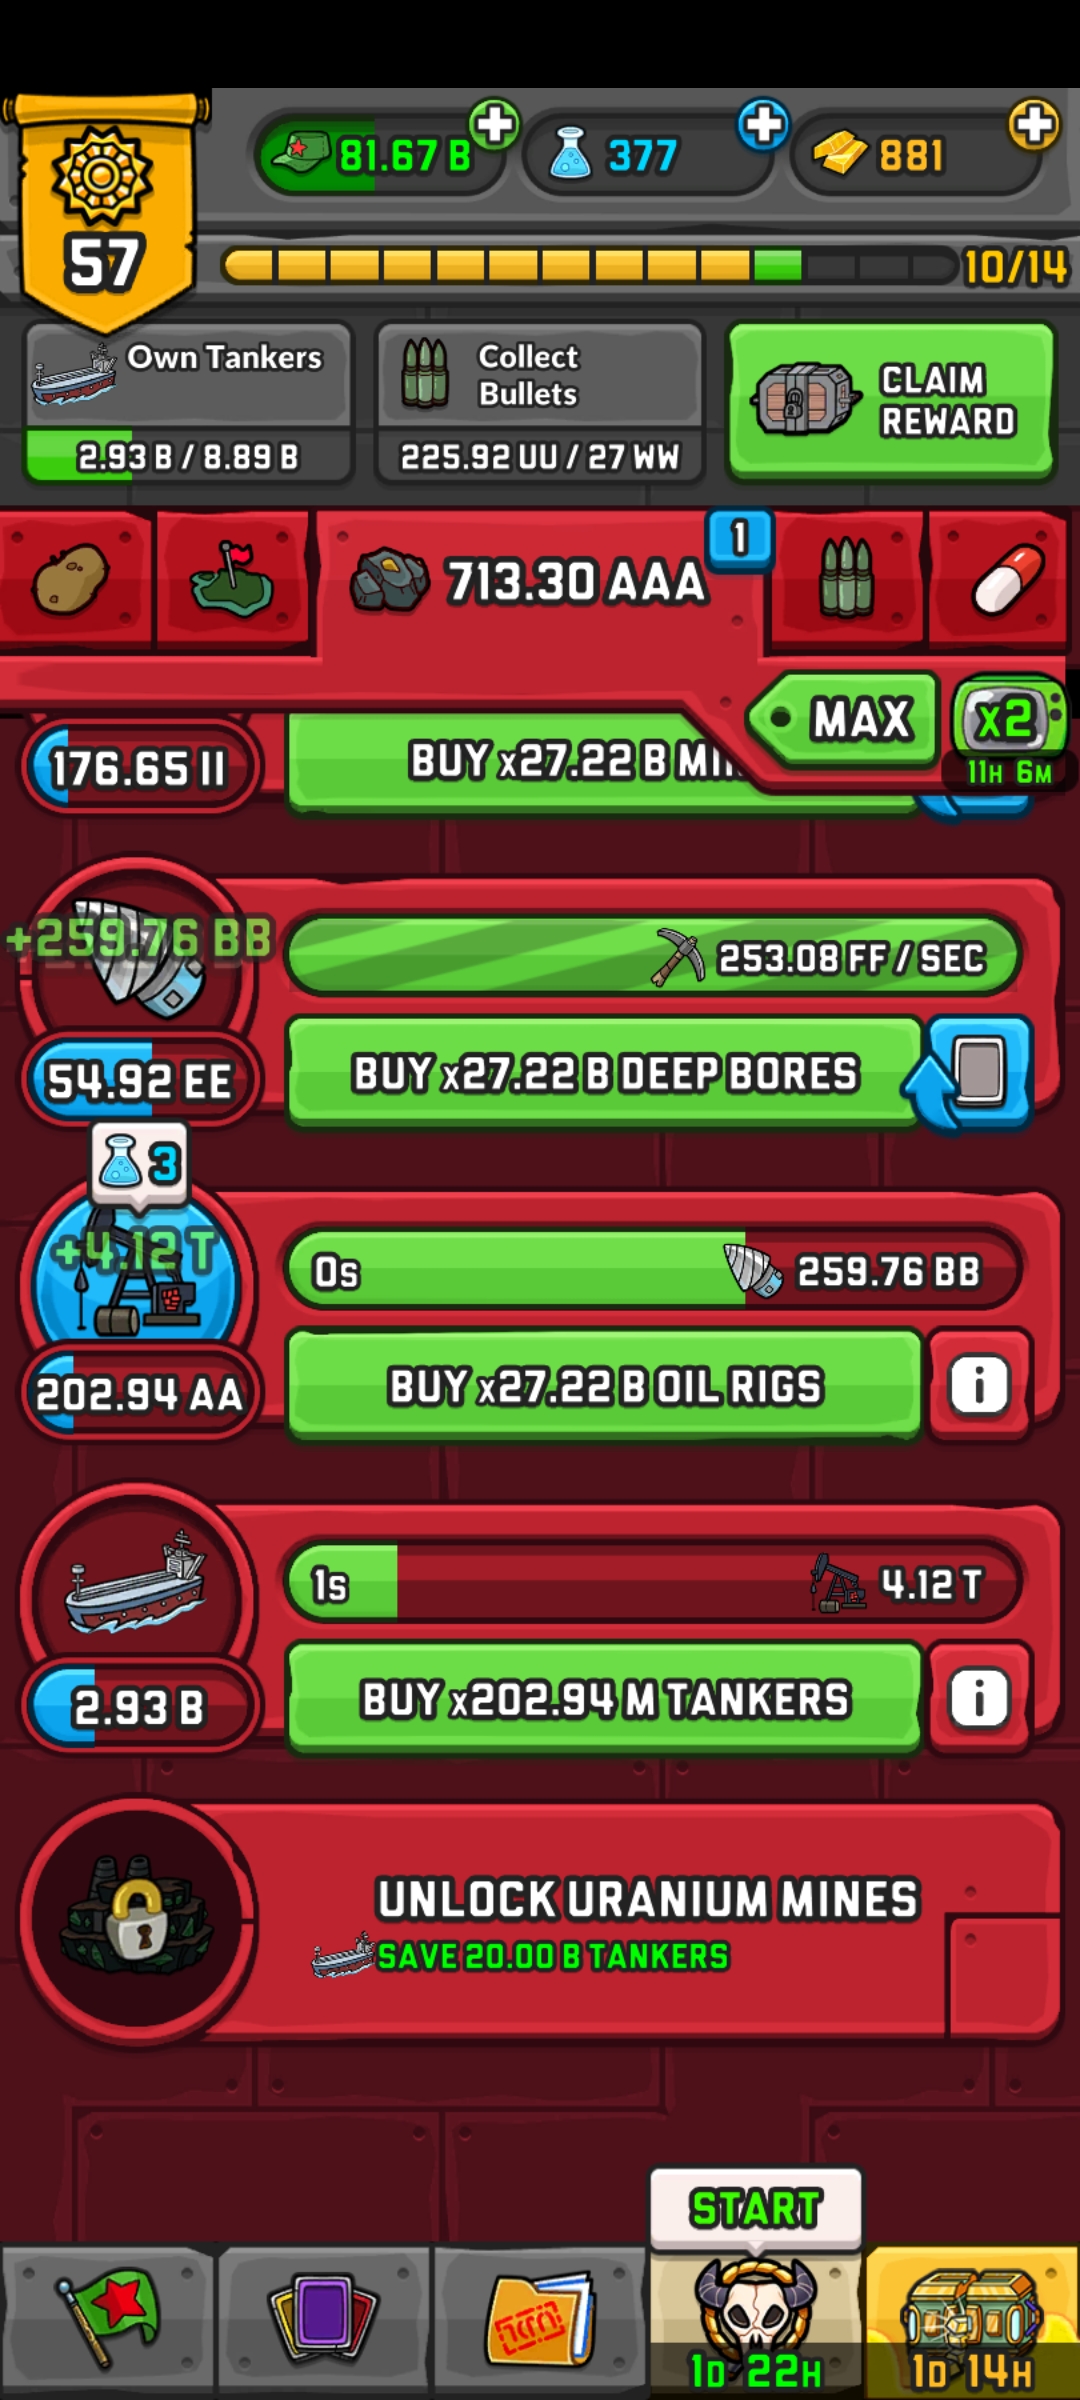 81.67 B
377
881
57
10/14
Own Tankers
2.93 B / 8.89 B
Collect
Bullets
225.92 UU / 27 WW
CLAIM
REWARD
713.30 AAA
1
MAX
x2
11H 6M
176.65 II
BUY x27.22 B
+259.76 BB
253.08 FF / SEC
54.92 EE
BUY x27.22 B DEEP BORES
3
+4.12 T
0s
259.76 BB
202.94 AA
BUY x27.22 B OIL RIGS
i
1s
4.12 T
2.93 B
BUY x202.94 M TANKERS
i
UNLOCK URANIUM MINES
SAVE 20.00 B TANKERS
START
1D 22H
1D 14H